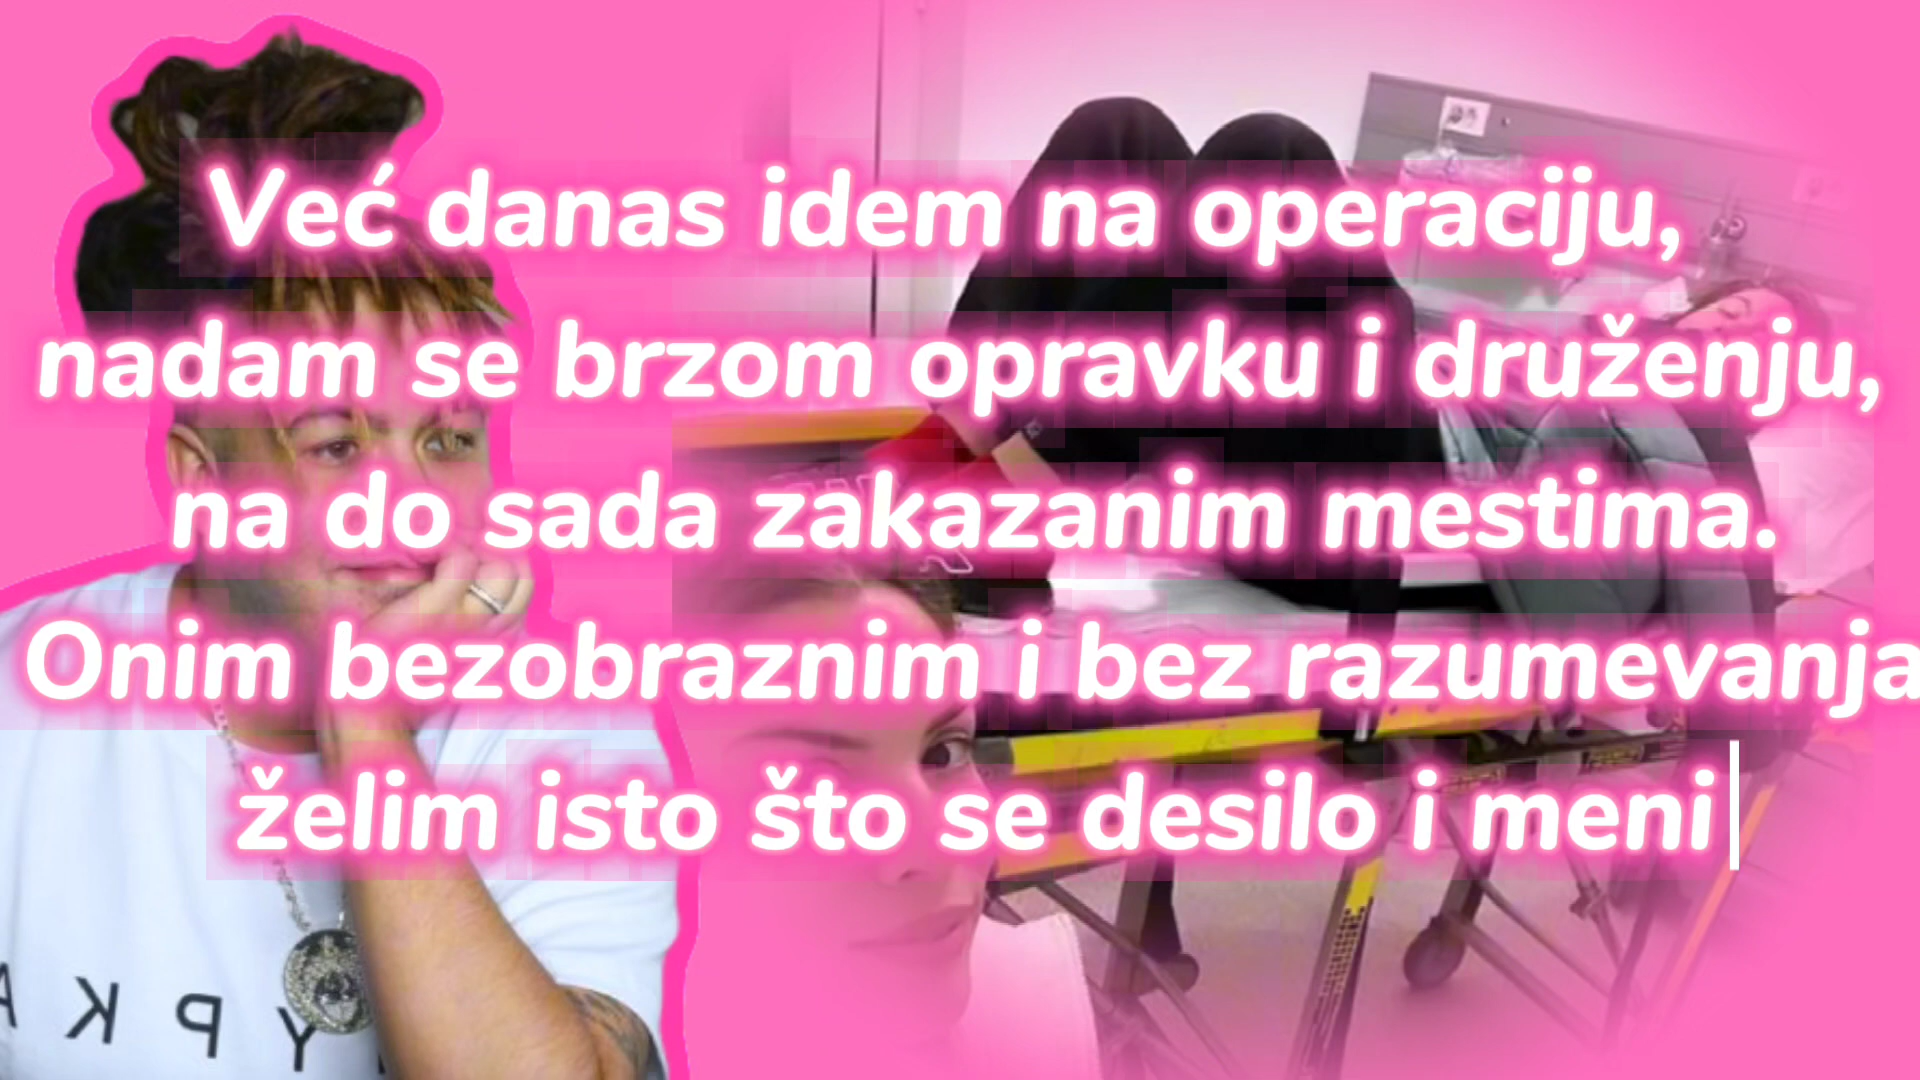 Već danas idem na operaciju,
nadam se brzom opravku i druženju,
na do sada zakazanim mestima.
Onim bezobraznim i bez razumevanja
želim isto što se desilo i meni